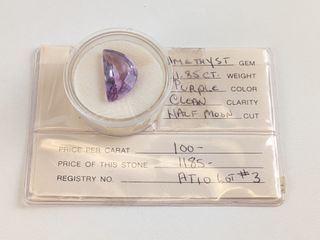 AMETHYST GEM
11.85 CT. WEIGHT
PURPLE COLOR
CLEAN CLARITY
HALF MOON CUT
PRICE PER CARAT 100-
PRICE OF THIS STONE 1185-
REGISTRY NO. AT10 LOT #3